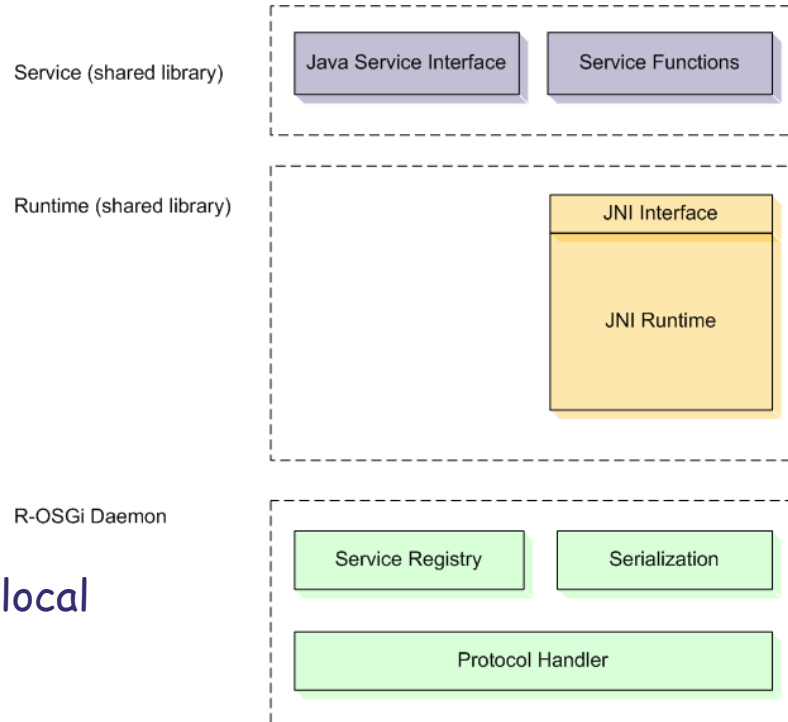 Service (shared library)
Java Service Interface
Service Functions
Runtime (shared library)
JNI Interface
JNI Runtime
R-OSGi Daemon
Service Registry
Serialization
local
Protocol Handler